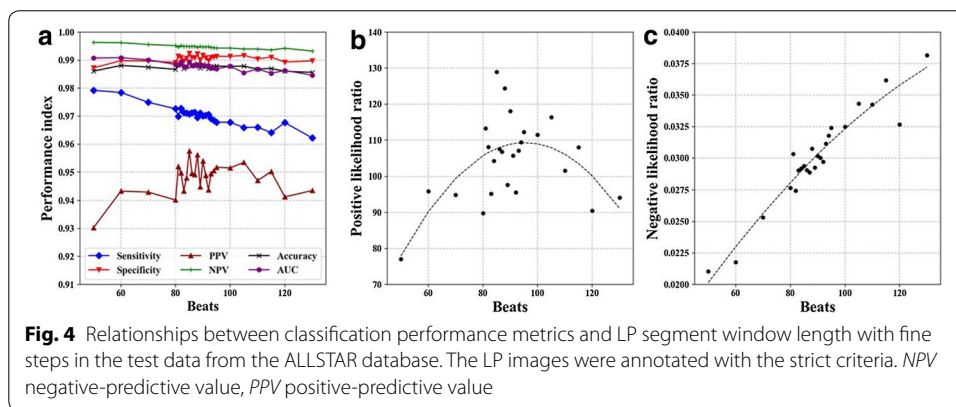 a
1.00
0.99
0.98
0.97
0.96
0.95
0.94
0.93
0.92
0.91
Performance index
Sensitivity
Specificity
PPV
NPV
Accuracy
AUC
60
80
100
120
Beats
b
140
130
120
110
100
90
80
70
Positive likelihood ratio
60
80
100
120
Beats
c
0.0400
0.0375
0.0350
0.0325
0.0300
0.0275
0.0250
0.0225
0.0200
Negative likelihood ratio
60
80
100
120
Beats
Fig. 4 Relationships between classification performance metrics and LP segment window length with fine
steps in the test data from the ALLSTAR database. The LP images were annotated with the strict criteria. NPV
negative-predictive value, PPV positive-predictive value